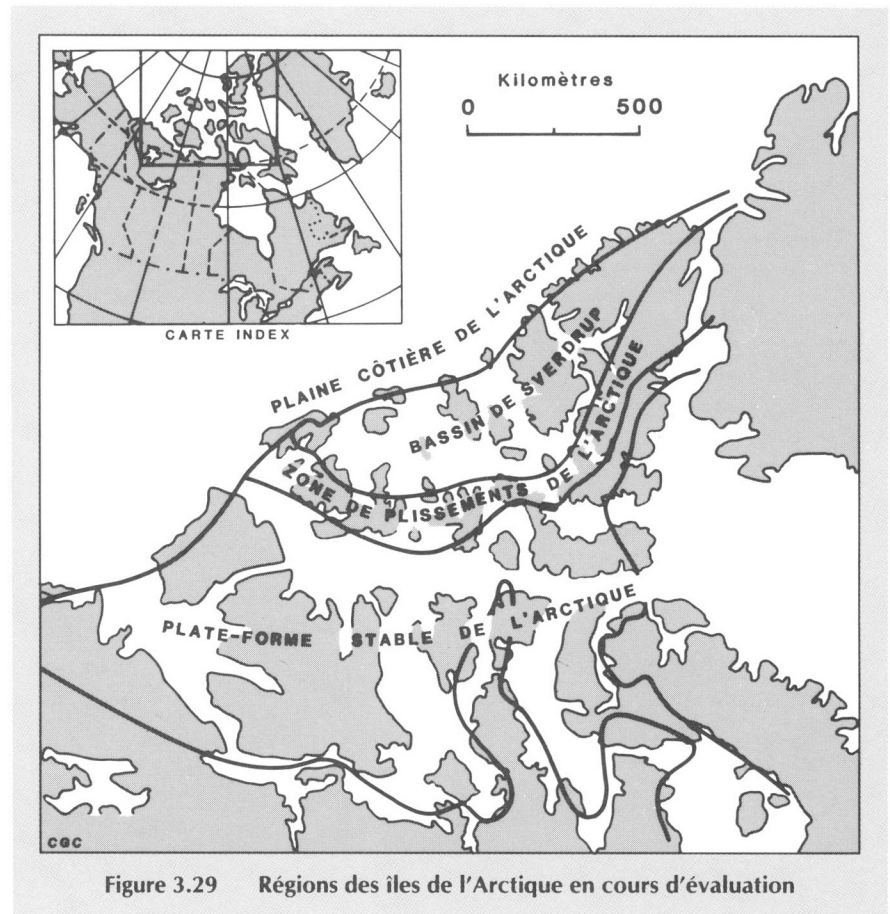 Kilomètres
0 500
CARTE INDEX
PLAINE CÔTIÈRE DE L'ARCTIQUE
BASSIN DE SVERDRUP
ZONE DE PLISSEMENTS DE L'ARCTIQUE
PLATE-FORME STABLE DE L'ARCTIQUE
CGC
Figure 3.29 Régions des îles de l'Arctique en cours d'évaluation